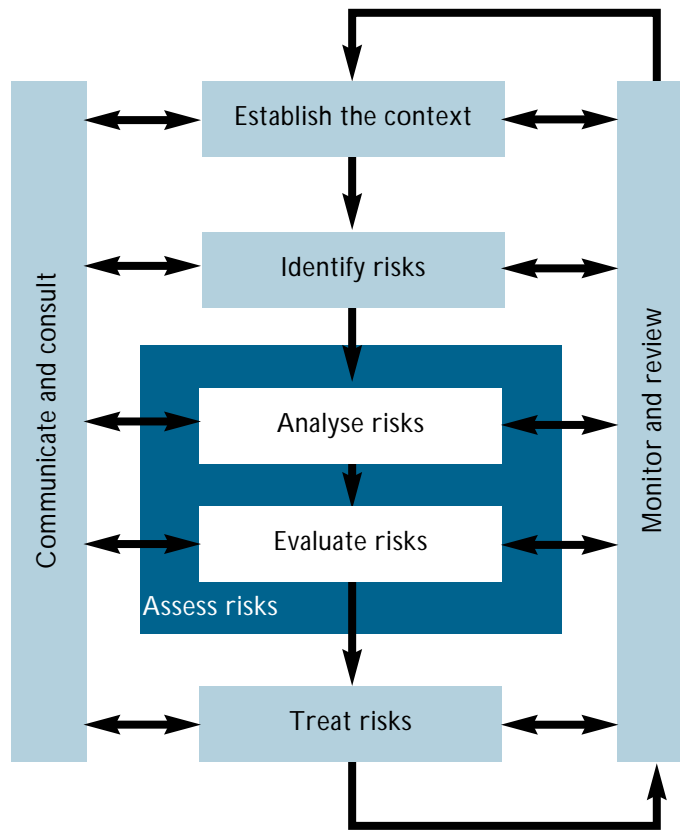 Establish the context
Identify risks
Analyse risks
Evaluate risks
Assess risks
Treat risks
Communicate and consult
Monitor and review